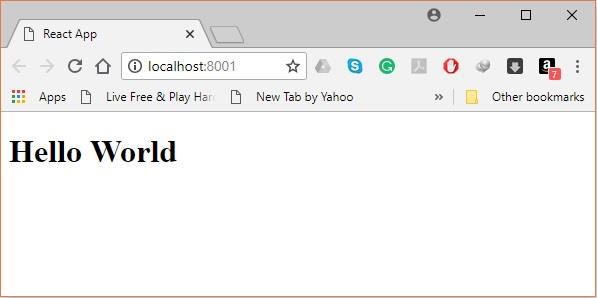 React App
localhost:8001
7
Apps Live Free & Play Har New Tab by Yahoo » Other bookmarks
Hello World